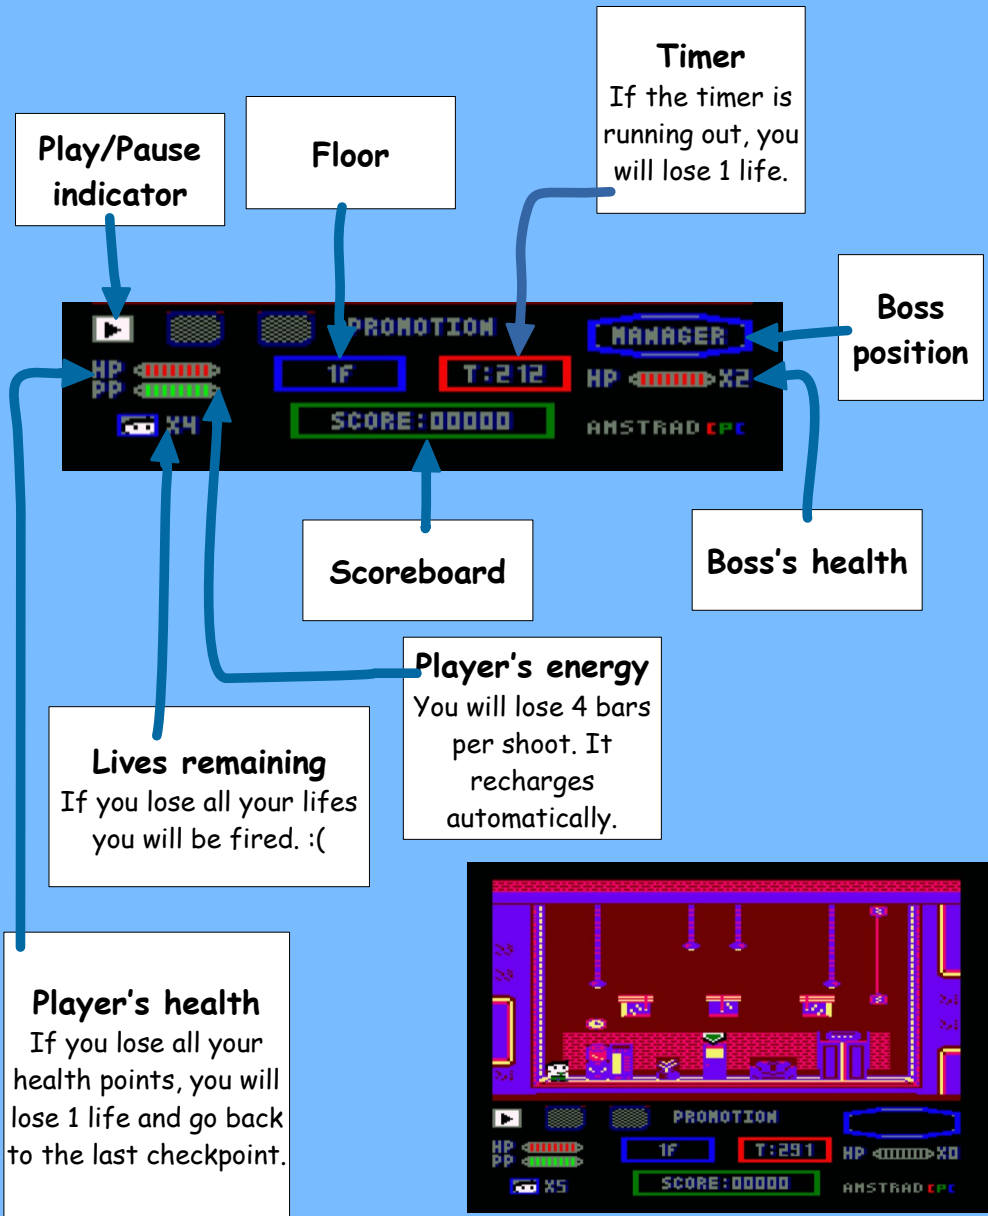 Timer
If the timer is
running out, you
will lose 1 life.
Play/Pause
indicator
Floor
Boss
position
PROMOTION
MANAGER
HP
1F
T:212
HP X2
PP
X4
SCORE:00000
AMSTRAD CPC
Scoreboard
Boss's health
Player's energy
You will lose 4 bars
per shoot. It
recharges
automatically.
Lives remaining
If you lose all your lifes
you will be fired. :(
Player's health
If you lose all your
health points, you will
lose 1 life and go back
to the last checkpoint.
PROMOTION
HP
PP
1F
T:291
HP X0
X5
SCORE:00000
AMSTRAD CPC